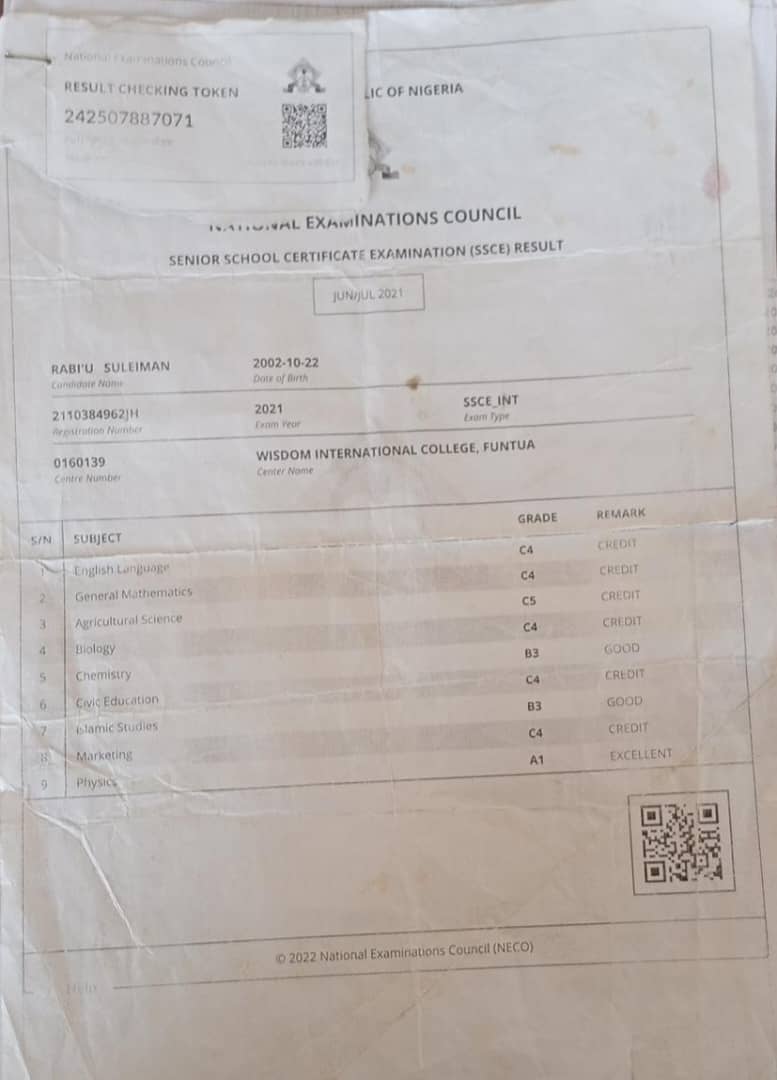 National Examinations Council
RESULT CHECKING TOKEN
242507887071
LIC OF NIGERIA
NATIONAL EXAMINATIONS COUNCIL
SENIOR SCHOOL CERTIFICATE EXAMINATION (SSCE) RESULT
JUN/JUL 2021
RABI'U SULEIMAN 2002-10-22
Candidate Name Date of Birth
2110384962JH 2021 SSCE_INT
Registration Number Exam Year Exam Type
0160139 WISDOM INTERNATIONAL COLLEGE, FUNTUA
Centre Number Center Name
S/N SUBJECT GRADE REMARK
1 English Language C4 CREDIT
2 General Mathematics C4 CREDIT
3 Agricultural Science C5 CREDIT
4 Biology C4 CREDIT
5 Chemistry B3 GOOD
6 Civic Education C4 CREDIT
7 Islamic Studies B3 GOOD
8 Marketing C4 CREDIT
9 Physics A1 EXCELLENT
© 2022 National Examinations Council (NECO)
Help